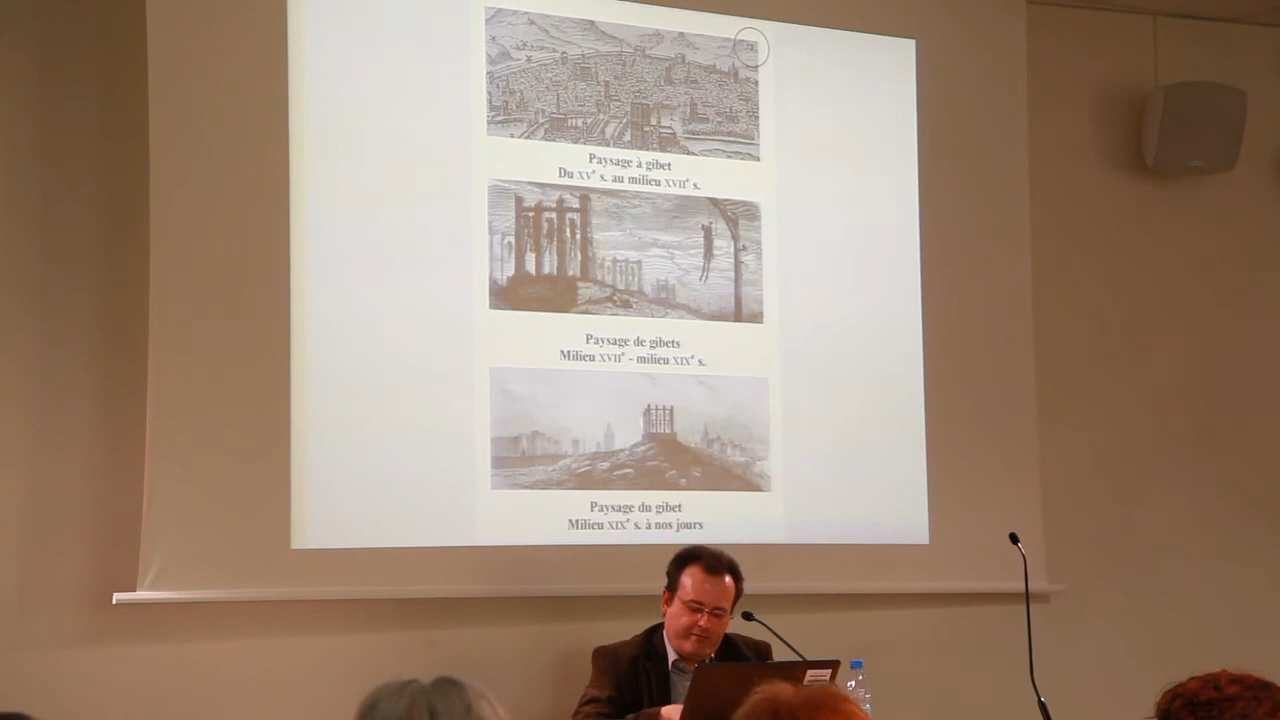 Paysage à gibet
Du XVe s. au milieu XVIIe s.
Paysage de gibets
Milieu XVIIe - milieu XIXe s.
Paysage du gibet
Milieu XIXe s. à nos jours